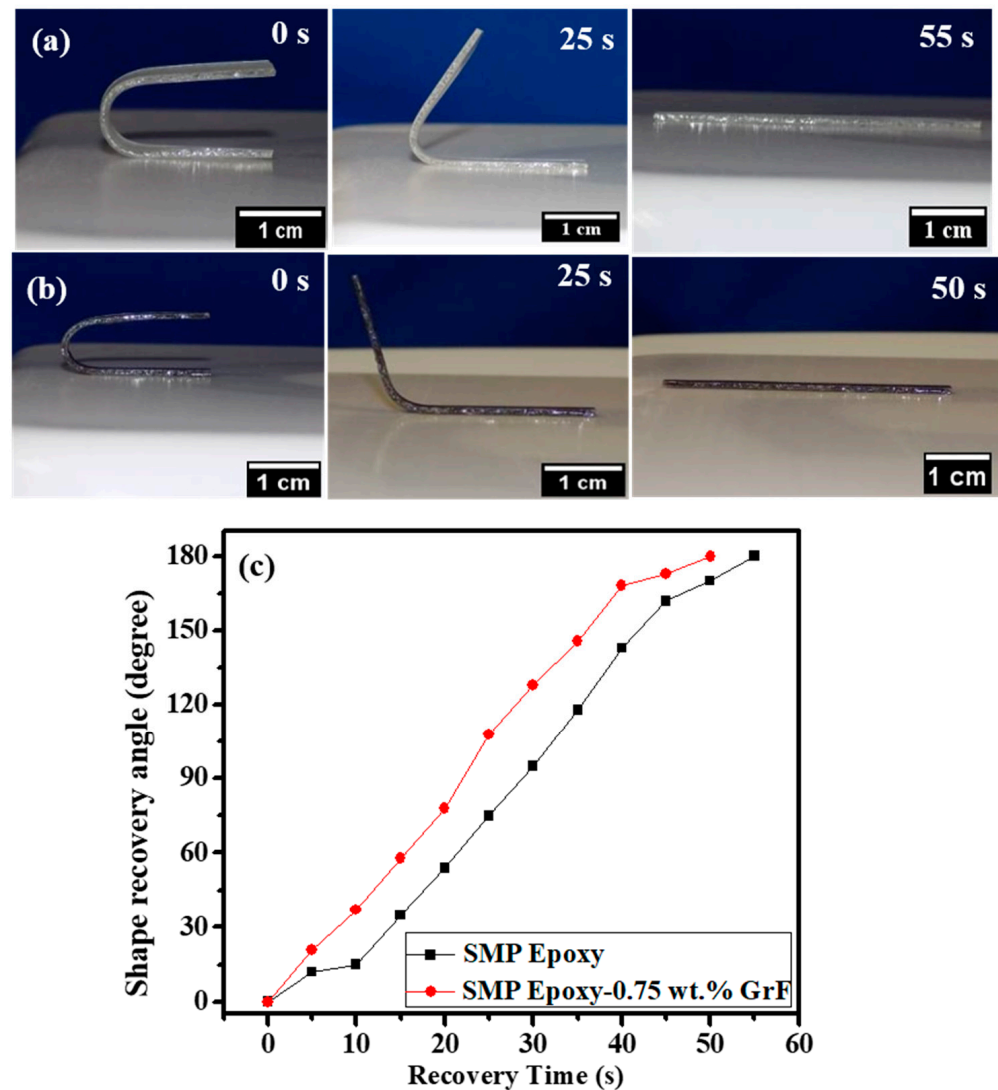 (a)
0 s
25 s
55 s
1 cm
1 cm
1 cm
(b)
0 s
25 s
50 s
1 cm
1 cm
1 cm
(c)
Shape recovery angle (degree)
180
150
120
90
60
30
0
SMP Epoxy
SMP Epoxy-0.75 wt.% GrF
0 10 20 30 40 50 60
Recovery Time (s)